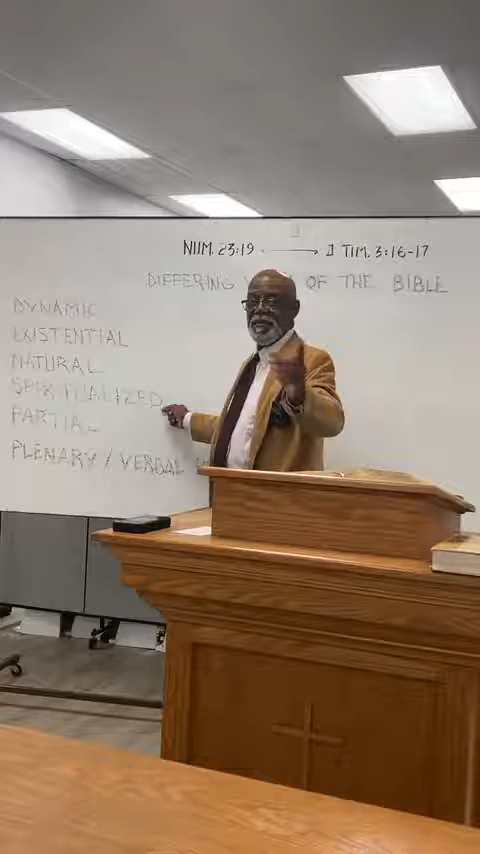 NUM. 23:19 → II TIM. 3:16-17
DIFFERING OF THE BIBLE
DYNAMIC
EXISTENTIAL
NATURAL
SPIRITUALIZED
PARTIAL
PLENARY / VERBAL